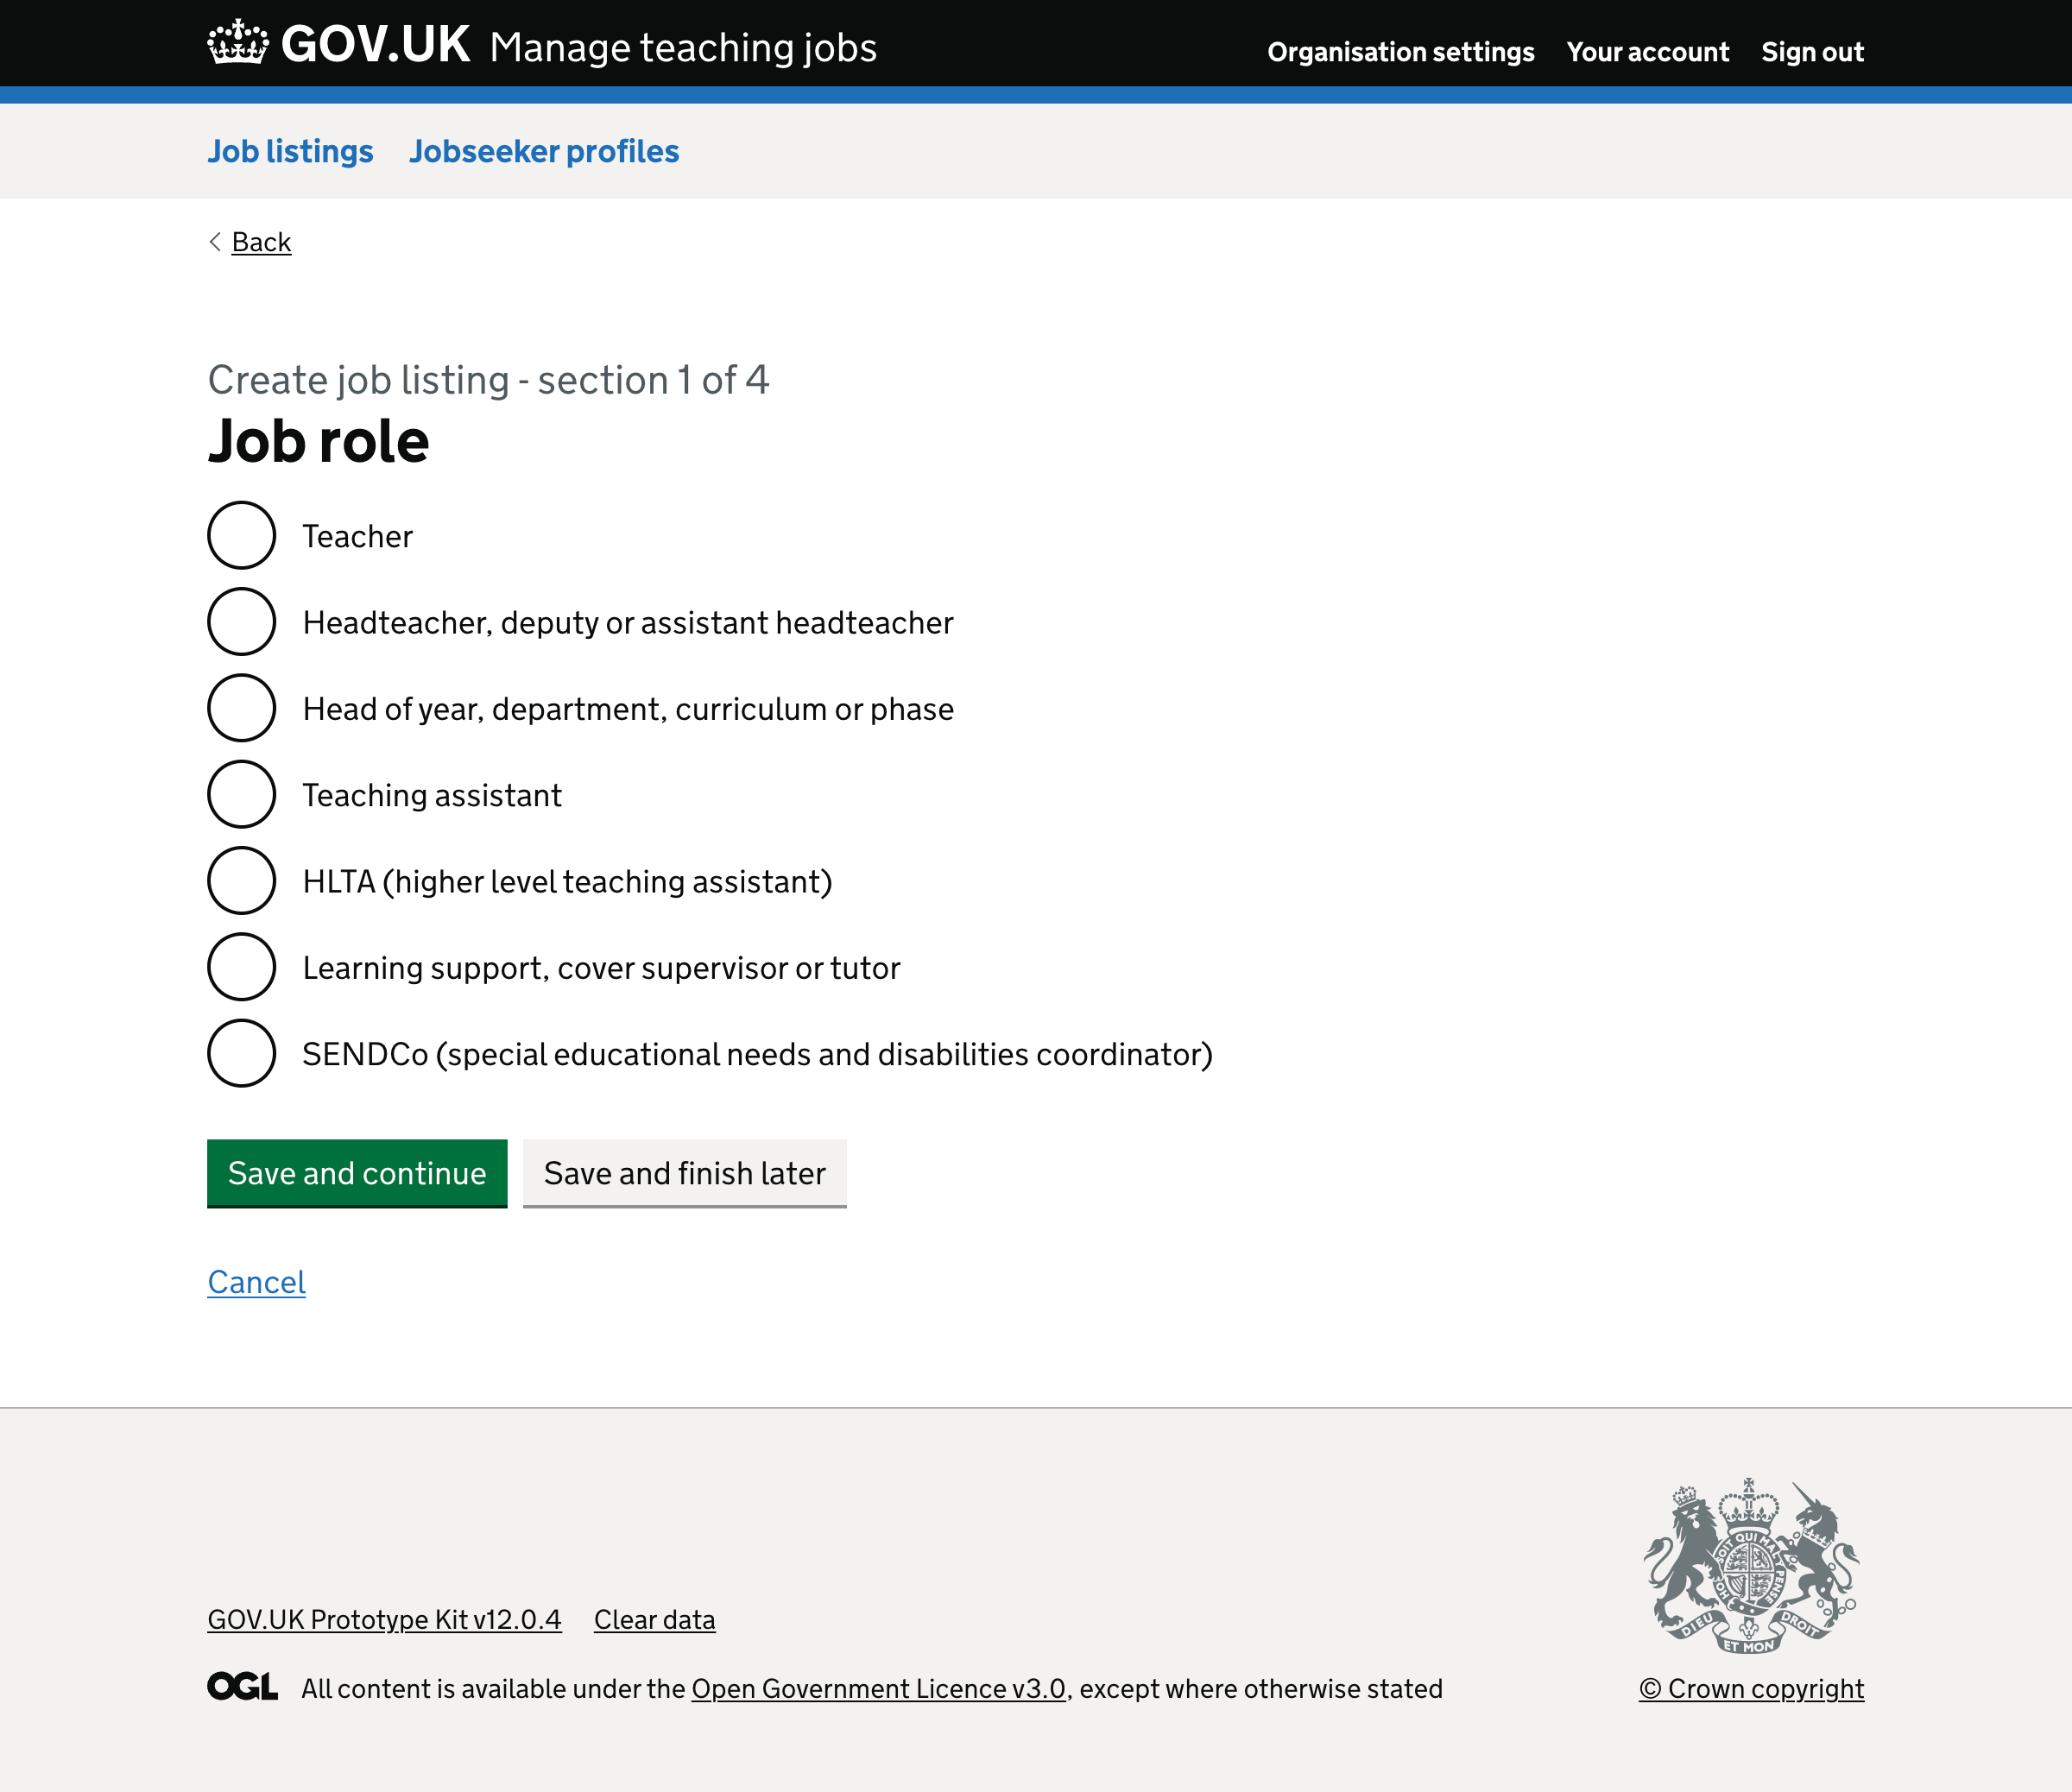 GOV.UK Manage teaching jobs
Organisation settings Your account Sign out
Job listings Jobseeker profiles
Back
Create job listing - section 1 of 4
Job role
Teacher
Headteacher, deputy or assistant headteacher
Head of year, department, curriculum or phase
Teaching assistant
HLTA (higher level teaching assistant)
Learning support, cover supervisor or tutor
SENDCo (special educational needs and disabilities coordinator)
Save and continue Save and finish later
Cancel
GOV.UK Prototype Kit v12.0.4 Clear data
DIEU ET MON DROIT
OGL All content is available under the Open Government Licence v3.0, except where otherwise stated
© Crown copyright